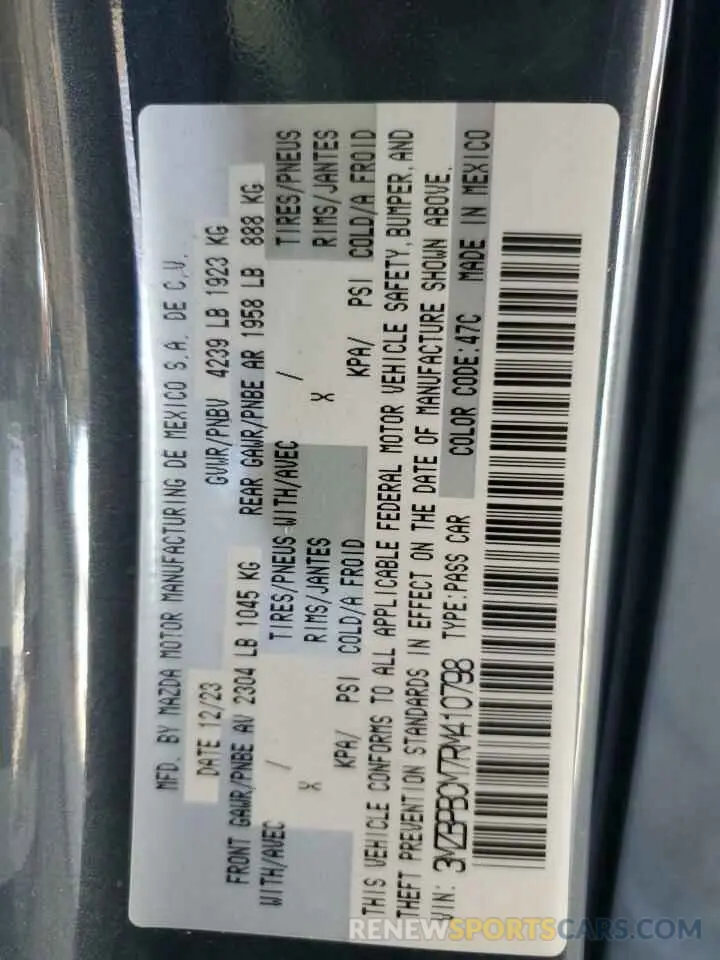 MFD. BY MAZDA MOTOR MANUFACTURING DE MEXICO S.A. DE C.V.
DATE 12/23 GVWR/PNBV 4239 LB 1923 KG
FRONT GAWR/PNBE AV 2304 LB 1045 KG REAR GAWR/PNBE AR 1958 LB 888 KG
WITH/AVEC / TIRES/PNEUS WITH/AVEC / TIRES/PNEUS
X RIMS/JANTES X RIMS/JANTES
KPA/ PSI COLD/A FROID KPA/ PSI COLD/A FROID
THIS VEHICLE CONFORMS TO ALL APPLICABLE FEDERAL MOTOR VEHICLE SAFETY, BUMPER, AND
THEFT PREVENTION STANDARDS IN EFFECT ON THE DATE OF MANUFACTURE SHOWN ABOVE.
VIN: 3MZBPBCM7RM410798 TYPE:PASS CAR COLOR CODE:47C MADE IN MEXICO
RENEWSPORTSCARS.COM